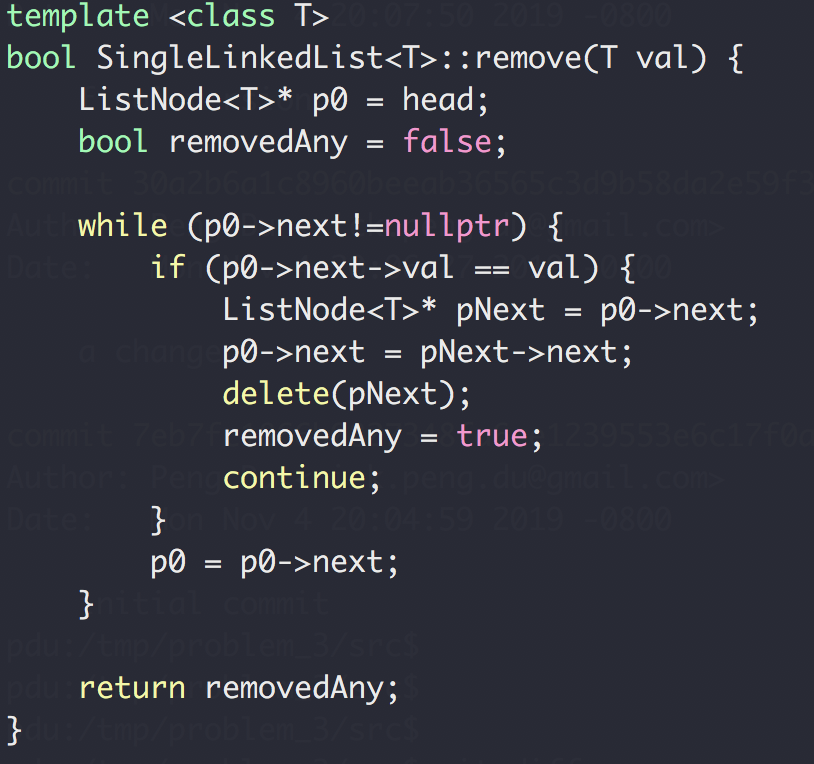 template <class T>
bool SingleLinkedList<T>::remove(T val) {
    ListNode<T>* p0 = head;
    bool removedAny = false;

    while (p0->next!=nullptr) {
        if (p0->next->val == val) {
            ListNode<T>* pNext = p0->next;
            p0->next = pNext->next;
            delete(pNext);
            removedAny = true;
            continue;
        }
        p0 = p0->next;
    }

    return removedAny;
}